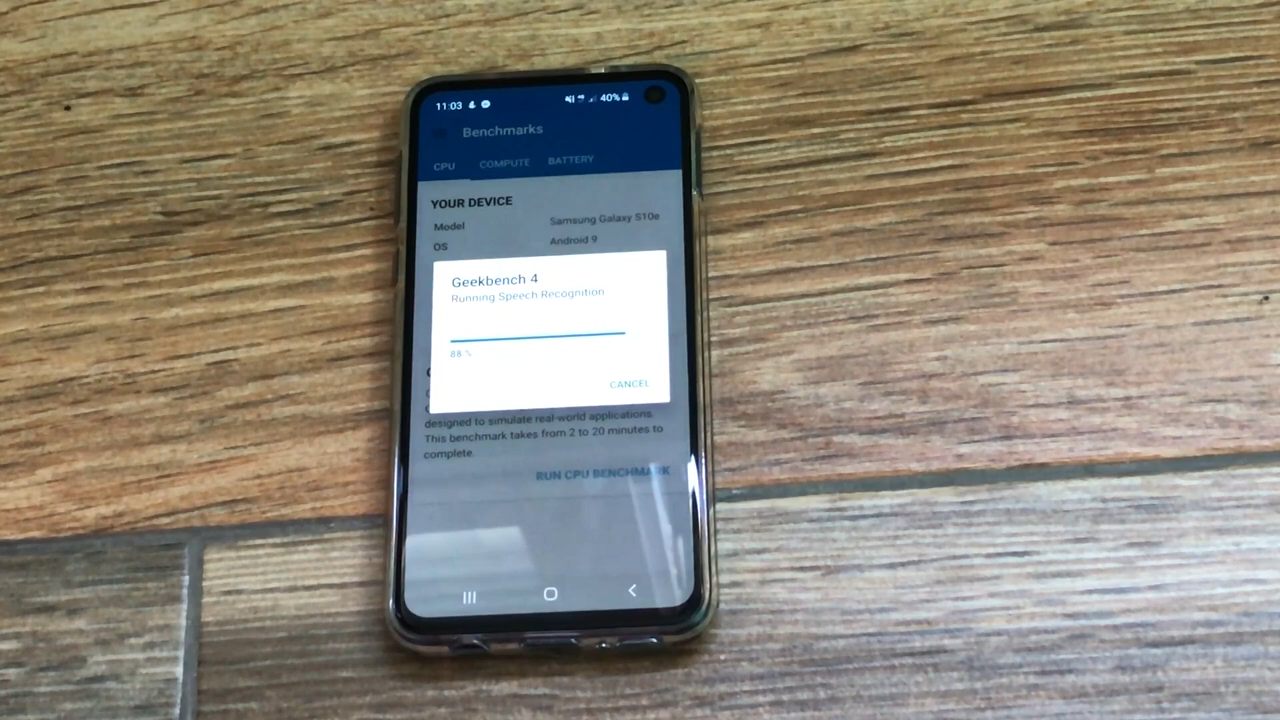 11:03 40%
Benchmarks
CPU COMPUTE BATTERY
YOUR DEVICE
Model Samsung Galaxy S10e
OS Android 9
Geekbench 4
Running Speech Recognition
88 %
CANCEL
designed to simulate real-world applications.
This benchmark takes from 2 to 20 minutes to
complete.
RUN CPU BENCHMARK